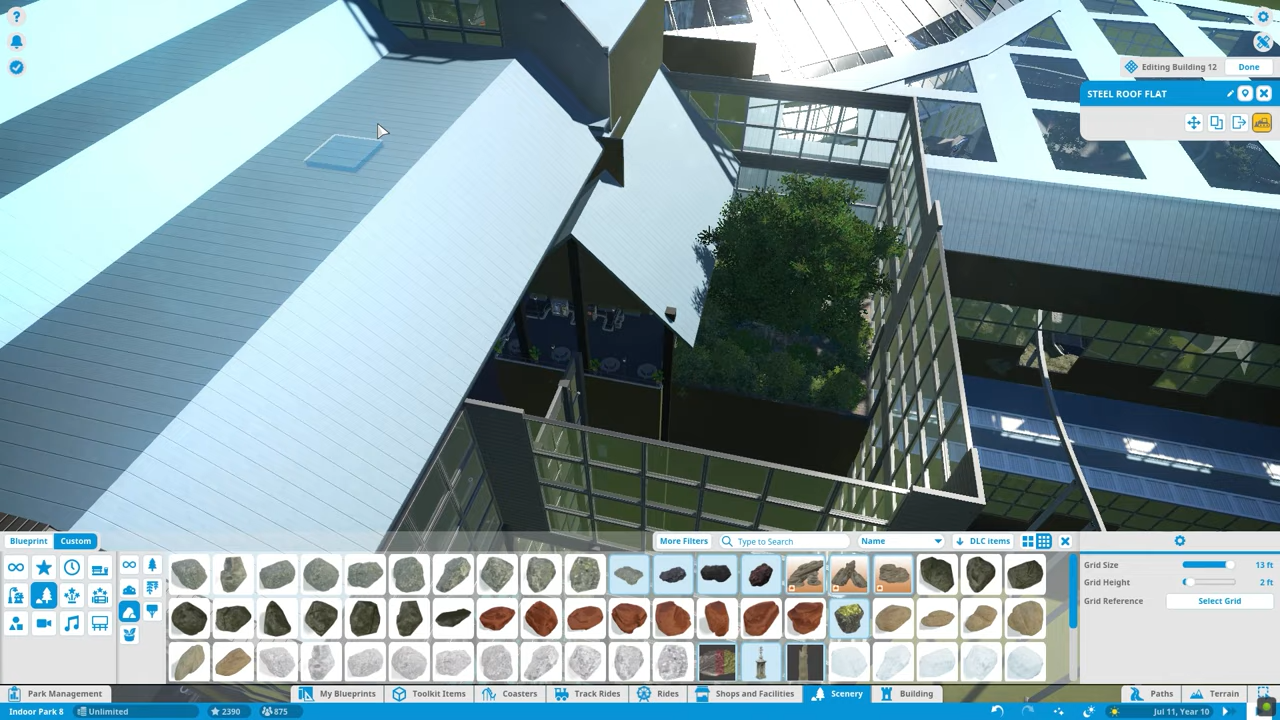 Editing Building 12
Done
STEEL ROOF FLAT
Blueprint
Custom
More Filters
Type to Search
Name
DLC items
Grid Size
13 ft
Grid Height
2 ft
Grid Reference
Select Grid
Park Management
My Blueprints
Toolkit Items
Coasters
Track Rides
Rides
Shops and Facilities
Scenery
Building
Paths
Terrain
Indoor Park 8
Unlimited
2390
875
Jul 11, Year 10